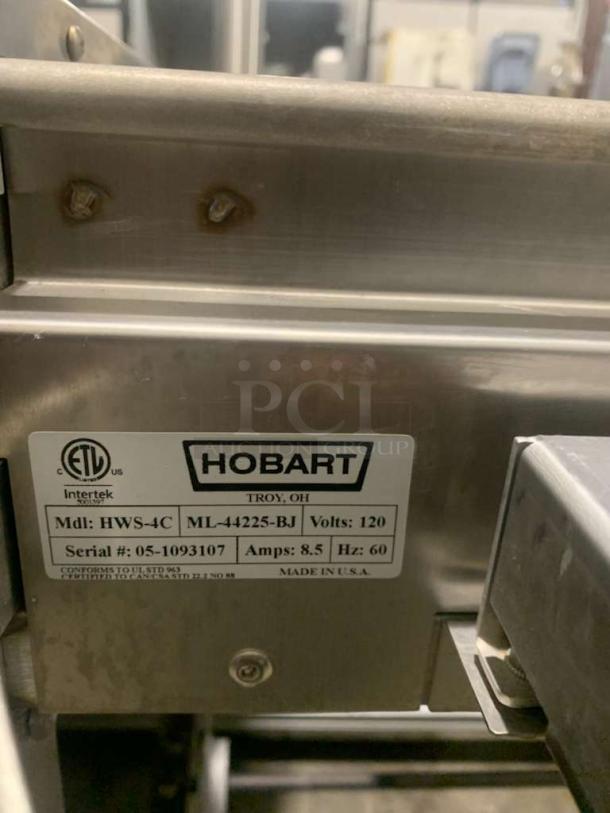 PCI
AUCTION GROUP
C ETL US
Intertek
HOBART
TROY, OH
Mdl: HWS-4C ML-44225-BJ Volts: 120
Serial #: 05-1093107 Amps: 8.5 Hz: 60
CONFORMS TO UL STD 963
CERTIFIED TO CAN/CSA STD 22.2 NO 88
MADE IN U.S.A.